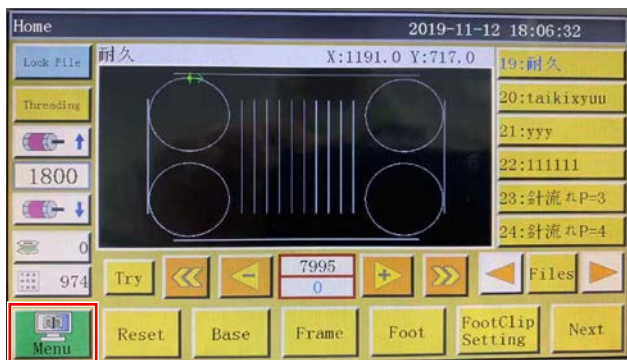 Home 2019-11-12 18:06:32
Lock File
耐久 X:1191.0 Y:717.0
19:耐久
Threading
20:taikixyuu
21:yyy
1800
22:111111
23:針流れP=3
24:針流れP=4
0
974
Try
7995
0
Files
Menu
Reset
Base
Frame
Foot
FootClip
Setting
Next